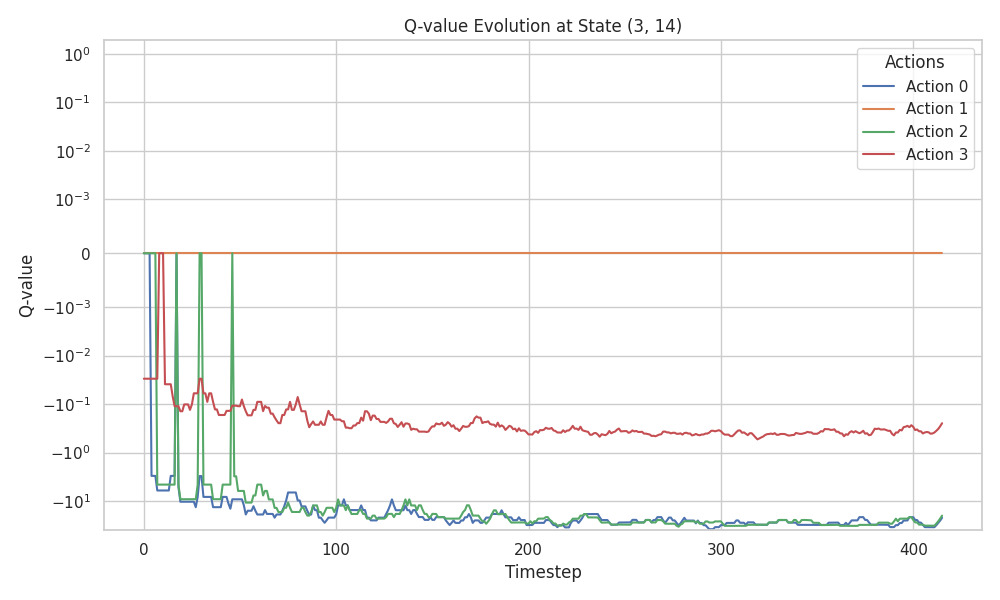 Q-value Evolution at State (3, 14)
Actions
Action 0
Action 1
Action 2
Action 3
Q-value
10⁰
10⁻¹
10⁻²
10⁻³
0
−10⁻³
−10⁻²
−10⁻¹
−10⁰
−10¹
0 100 200 300 400
Timestep